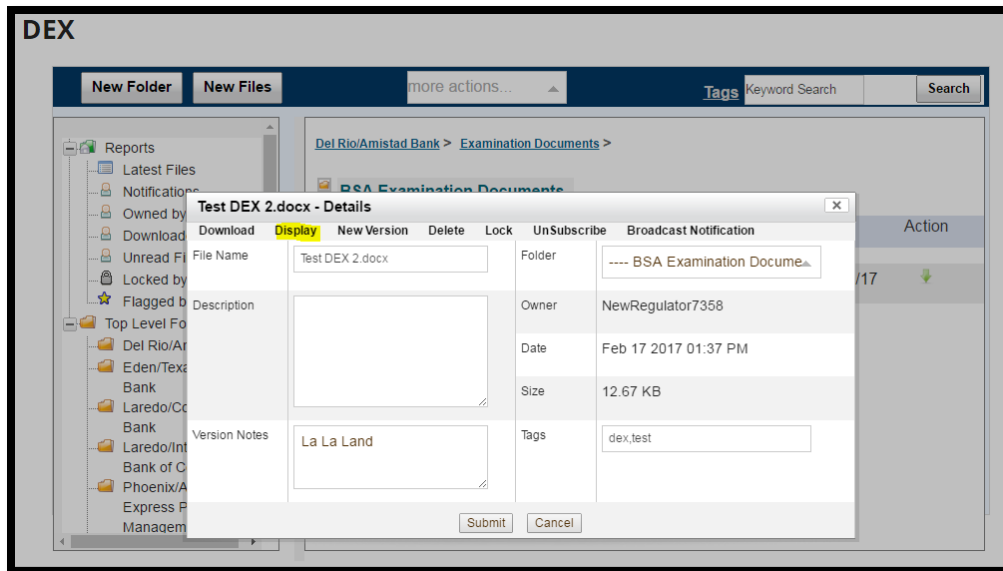 DEX
New Folder New Files more actions... Tags Keyword Search Search
Reports
Latest Files
Notifications
Owned by
Download
Unread Fi
Locked by
Flagged b
Top Level Fo
Del Rio/Am
Eden/Texa
Bank
Laredo/Co
Bank
Laredo/Int
Bank of C
Phoenix/A
Express P
Managem
Del Rio/Amistad Bank > Examination Documents >
BSA Examination Documents
Action
/17
Test DEX 2.docx - Details
Download Display New Version Delete Lock UnSubscribe Broadcast Notification
File Name Test DEX 2.docx Folder ---- BSA Examination Docume
Description Owner NewRegulator7358
Date Feb 17 2017 01:37 PM
Size 12.67 KB
Version Notes La La Land Tags dex,test
Submit Cancel